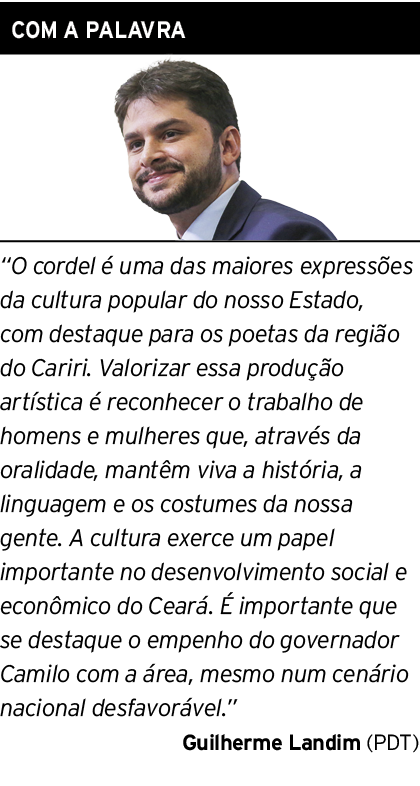 COM A PALAVRA
“O cordel é uma das maiores expressões
da cultura popular do nosso Estado,
com destaque para os poetas da região
do Cariri. Valorizar essa produção
artística é reconhecer o trabalho de
homens e mulheres que, através da
oralidade, mantêm viva a história, a
linguagem e os costumes da nossa
gente. A cultura exerce um papel
importante no desenvolvimento social e
econômico do Ceará. É importante que
se destaque o empenho do governador
Camilo com a área, mesmo num cenário
nacional desfavorável.”
Guilherme Landim (PDT)